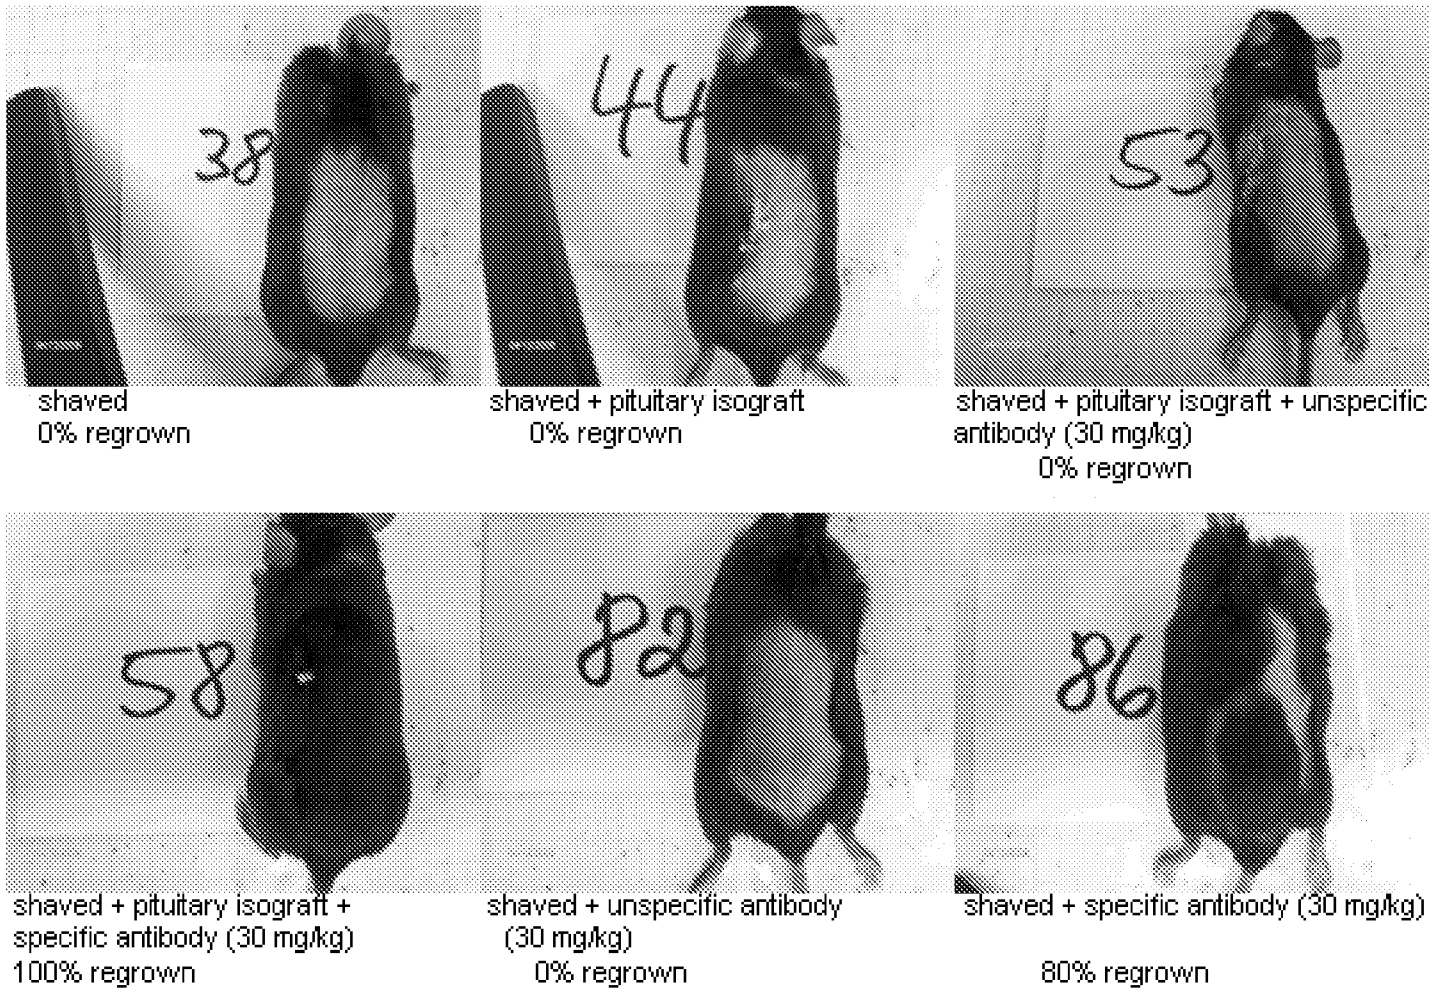 38
44
53
shaved
0% regrown
shaved + pituitary isograft
0% regrown
shaved + pituitary isograft + unspecific
antibody (30 mg/kg)
0% regrown
58
82
86
shaved + pituitary isograft +
specific antibody (30 mg/kg)
100% regrown
shaved + unspecific antibody
(30 mg/kg)
0% regrown
shaved + specific antibody (30 mg/kg)
80% regrown